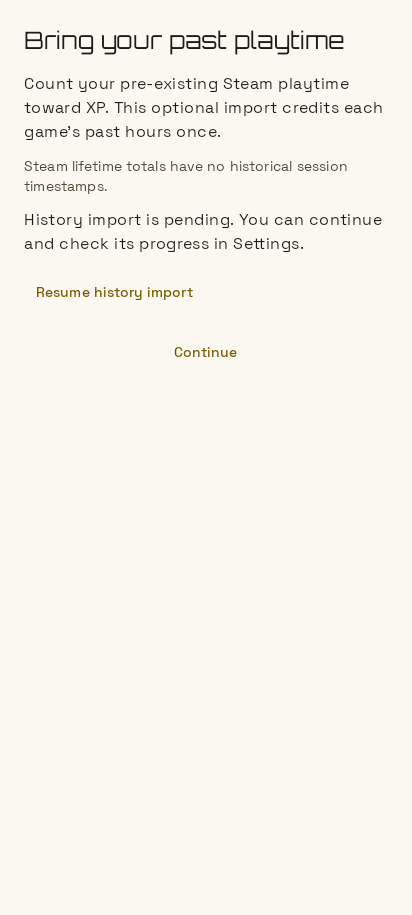 Bring your past playtime
Count your pre-existing Steam playtime
toward XP. This optional import credits each
game's past hours once.
Steam lifetime totals have no historical session
timestamps.
History import is pending. You can continue
and check its progress in Settings.
Resume history import
Continue